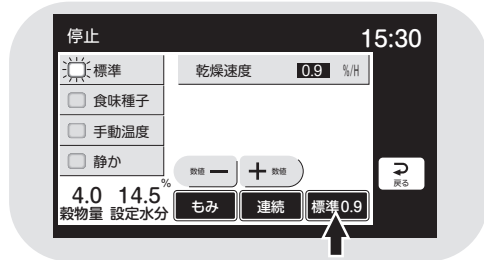 停止 15:30
標準
乾燥速度 0.9 %/H
食味種子
手動温度
静か
数値 ー ＋ 数値
戻る
4.0 14.5%
穀物量 設定水分
もみ 連続 標準0.9